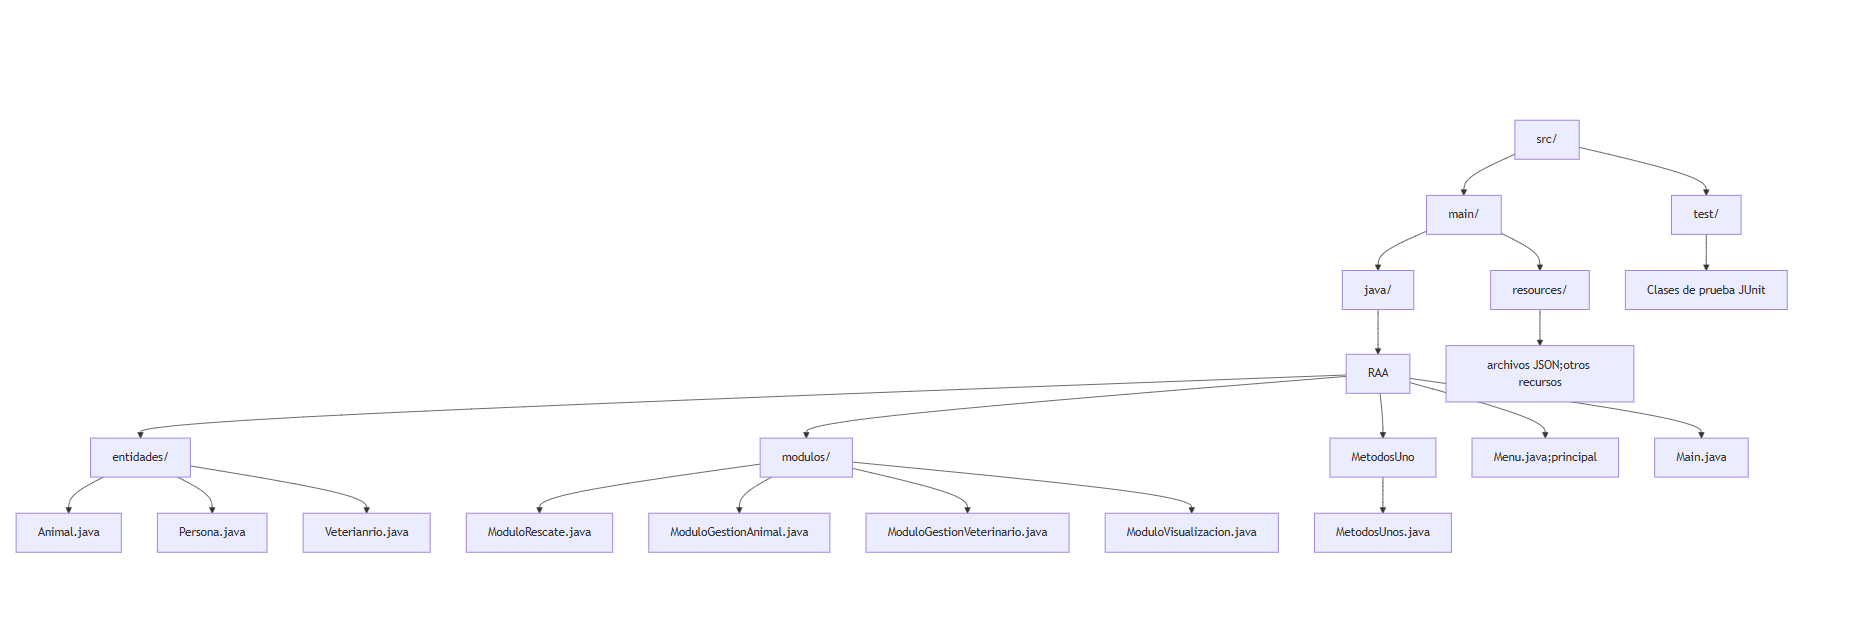 src/
main/
test/
java/
resources/
Clases de prueba JUnit
RAA
archivos JSON;otros
recursos
entidades/
modulos/
MetodosUno
Menu.java;principal
Main.java
Animal.java
Persona.java
Veterianrio.java
ModuloRescate.java
ModuloGestionAnimal.java
ModuloGestionVeterinario.java
ModuloVisualizacion.java
MetodosUnos.java